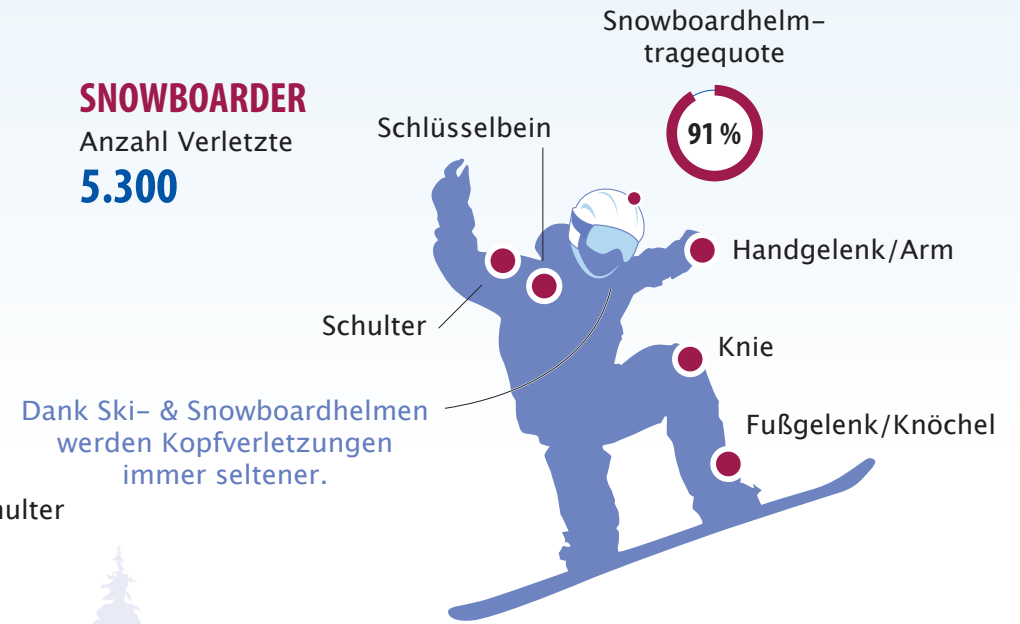 Snowboardhelm-
tragequote
91 %
SNOWBOARDER
Anzahl Verletzte
5.300
Schlüsselbein
Handgelenk/Arm
Schulter
Knie
Dank Ski- & Snowboardhelmen
werden Kopfverletzungen
immer seltener.
Fußgelenk/Knöchel
hulter